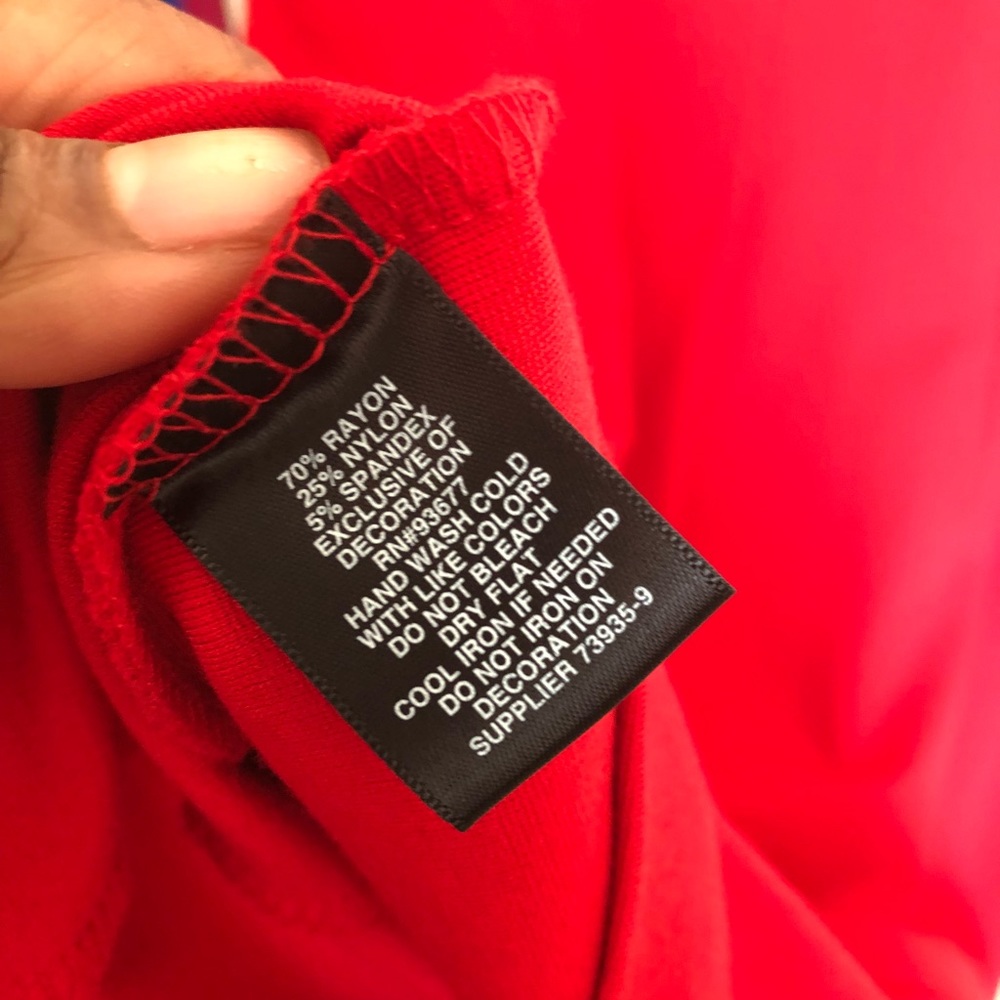 70% RAYON
25% NYLON
5% SPANDEX
EXCLUSIVE OF
DECORATION
RN#93677
HAND WASH COLD
WITH LIKE COLORS
DO NOT BLEACH
DRY FLAT
COOL IRON IF NEEDED
DO NOT IRON ON
DECORATION
SUPPLIER 73935-9